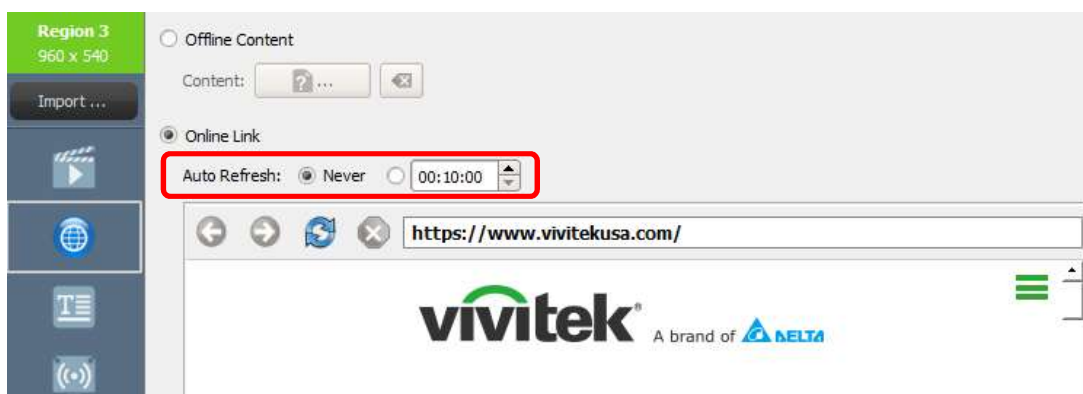 Region 3
960 x 540
Import ...
Offline Content
Content: ...
Online Link
Auto Refresh: Never 00:10:00
https://www.vivitekusa.com/
vivitek® A brand of DELTA
T